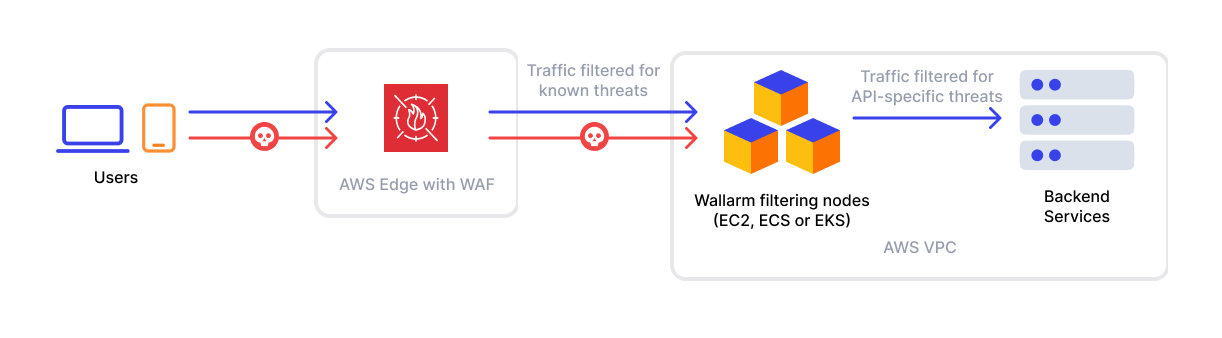 Users
AWS Edge with WAF
Traffic filtered for
known threats
Wallarm filtering nodes
(EC2, ECS or EKS)
Traffic filtered for
API-specific threats
Backend
Services
AWS VPC